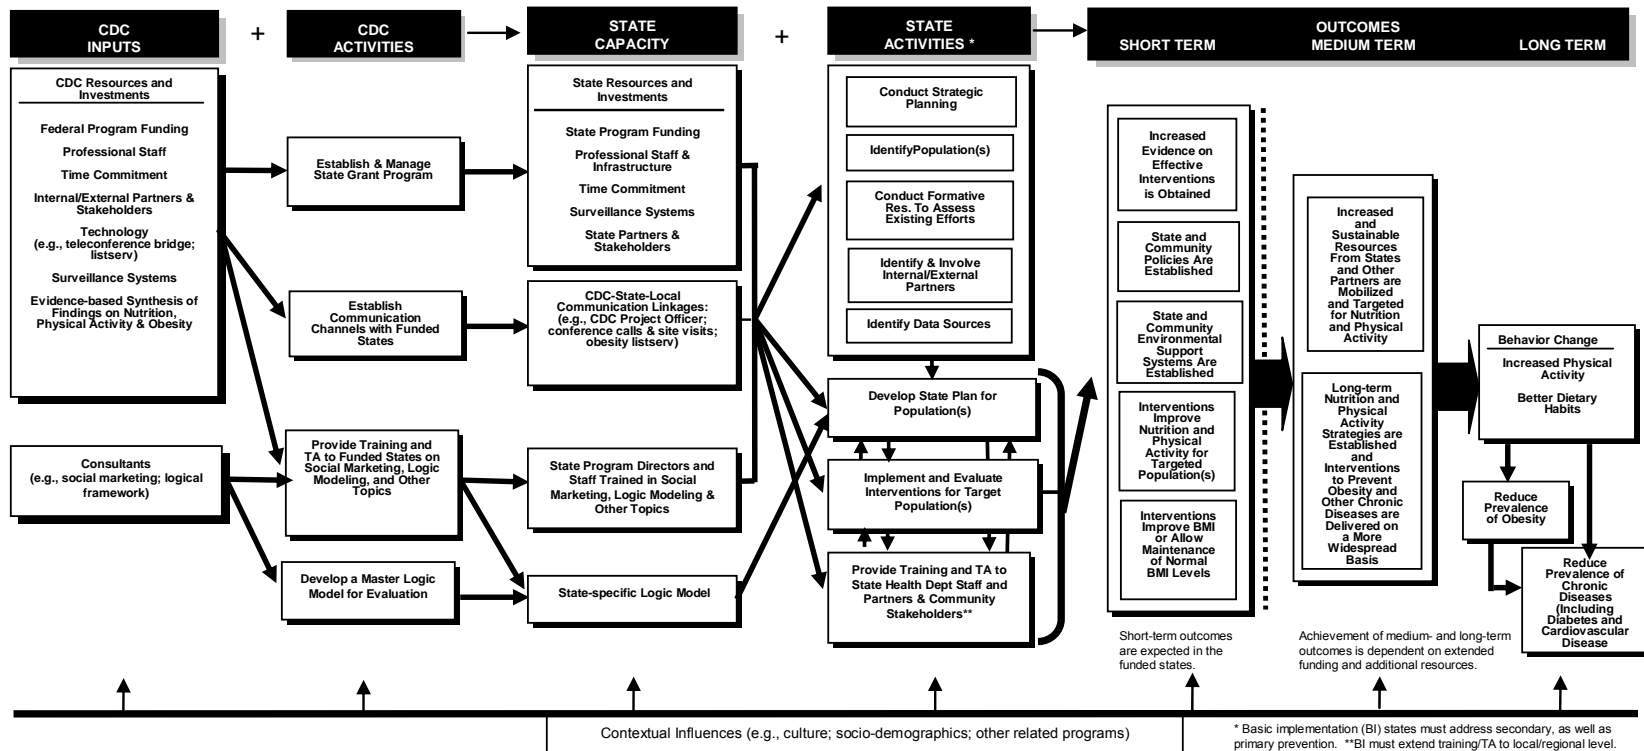 CDC
INPUTS
+
CDC
ACTIVITIES
STATE
CAPACITY
+
STATE
ACTIVITIES *
OUTCOMES
SHORT TERM
MEDIUM TERM
LONG TERM
CDC Resources and
Investments
Federal Program Funding
Professional Staff
Time Commitment
Internal/External Partners &
Stakeholders
Technology
(e.g., teleconference bridge;
listserv)
Surveillance Systems
Evidence-based Synthesis of
Findings on Nutrition,
Physical Activity & Obesity
Consultants
(e.g., social marketing; logical
framework)
Establish & Manage
State Grant Program
Establish
Communication
Channels with Funded
States
Provide Training and
TA to Funded States on
Social Marketing, Logic
Modeling, and Other
Topics
Develop a Master Logic
Model for Evaluation
State Resources and
Investments
State Program Funding
Professional Staff &
Infrastructure
Time Commitment
Surveillance Systems
State Partners &
Stakeholders
CDC-State-Local
Communication Linkages:
(e.g., CDC Project Officer;
conference calls & site visits;
obesity listserv)
State Program Directors and
Staff Trained in Social
Marketing, Logic Modeling &
Other Topics
State-specific Logic Model
Conduct Strategic
Planning
IdentifyPopulation(s)
Conduct Formative
Res. To Assess
Existing Efforts
Identify & Involve
Internal/External
Partners
Identify Data Sources
Develop State Plan for
Population(s)
Implement and Evaluate
Interventions for Target
Population(s)
Provide Training and TA to
State Health Dept Staff and
Partners & Community
Stakeholders**
Increased
Evidence on
Effective
Interventions
is Obtained
State and
Community
Policies Are
Established
State and
Community
Environmental
Support
Systems Are
Established
Interventions
Improve
Nutrition and
Physical
Activity for
Targeted
Population(s)
Interventions
Improve BMI
or Allow
Maintenance
of Normal
BMI Levels
Short-term outcomes
are expected in the
funded states.
Increased
and
Sustainable
Resources
From States
and Other
Partners are
Mobilized
and Targeted
for Nutrition
and Physical
Activity
Long-term
Nutrition and
Physical
Activity
Strategies are
Established
and
Interventions
to Prevent
Obesity and
Other Chronic
Diseases are
Delivered on
a More
Widespread
Basis
Achievement of medium- and long-term
outcomes is dependent on extended
funding and additional resources.
Behavior Change
Increased Physical
Activity
Better Dietary
Habits
Reduce
Prevalence
of Obesity
Reduce
Prevalence of
Chronic
Diseases
(Including
Diabetes and
Cardiovascular
Disease
Contextual Influences (e.g., culture; socio-demographics; other related programs)
* Basic implementation (BI) states must address secondary, as well as
primary prevention.  **BI must extend training/TA to local/regional level.